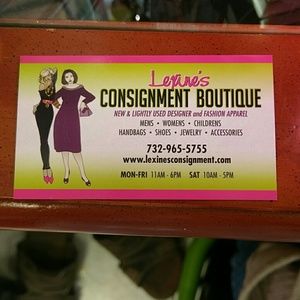 Lexine's
CONSIGNMENT BOUTIQUE
NEW & LIGHTLY USED DESIGNER and FASHION APPAREL
MENS • WOMENS • CHILDRENS
HANDBAGS • SHOES • JEWELRY • ACCESSORIES
732-965-5755
www.lexinesconsignment.com
MON-FRI 11AM - 6PM SAT 10AM - 5PM